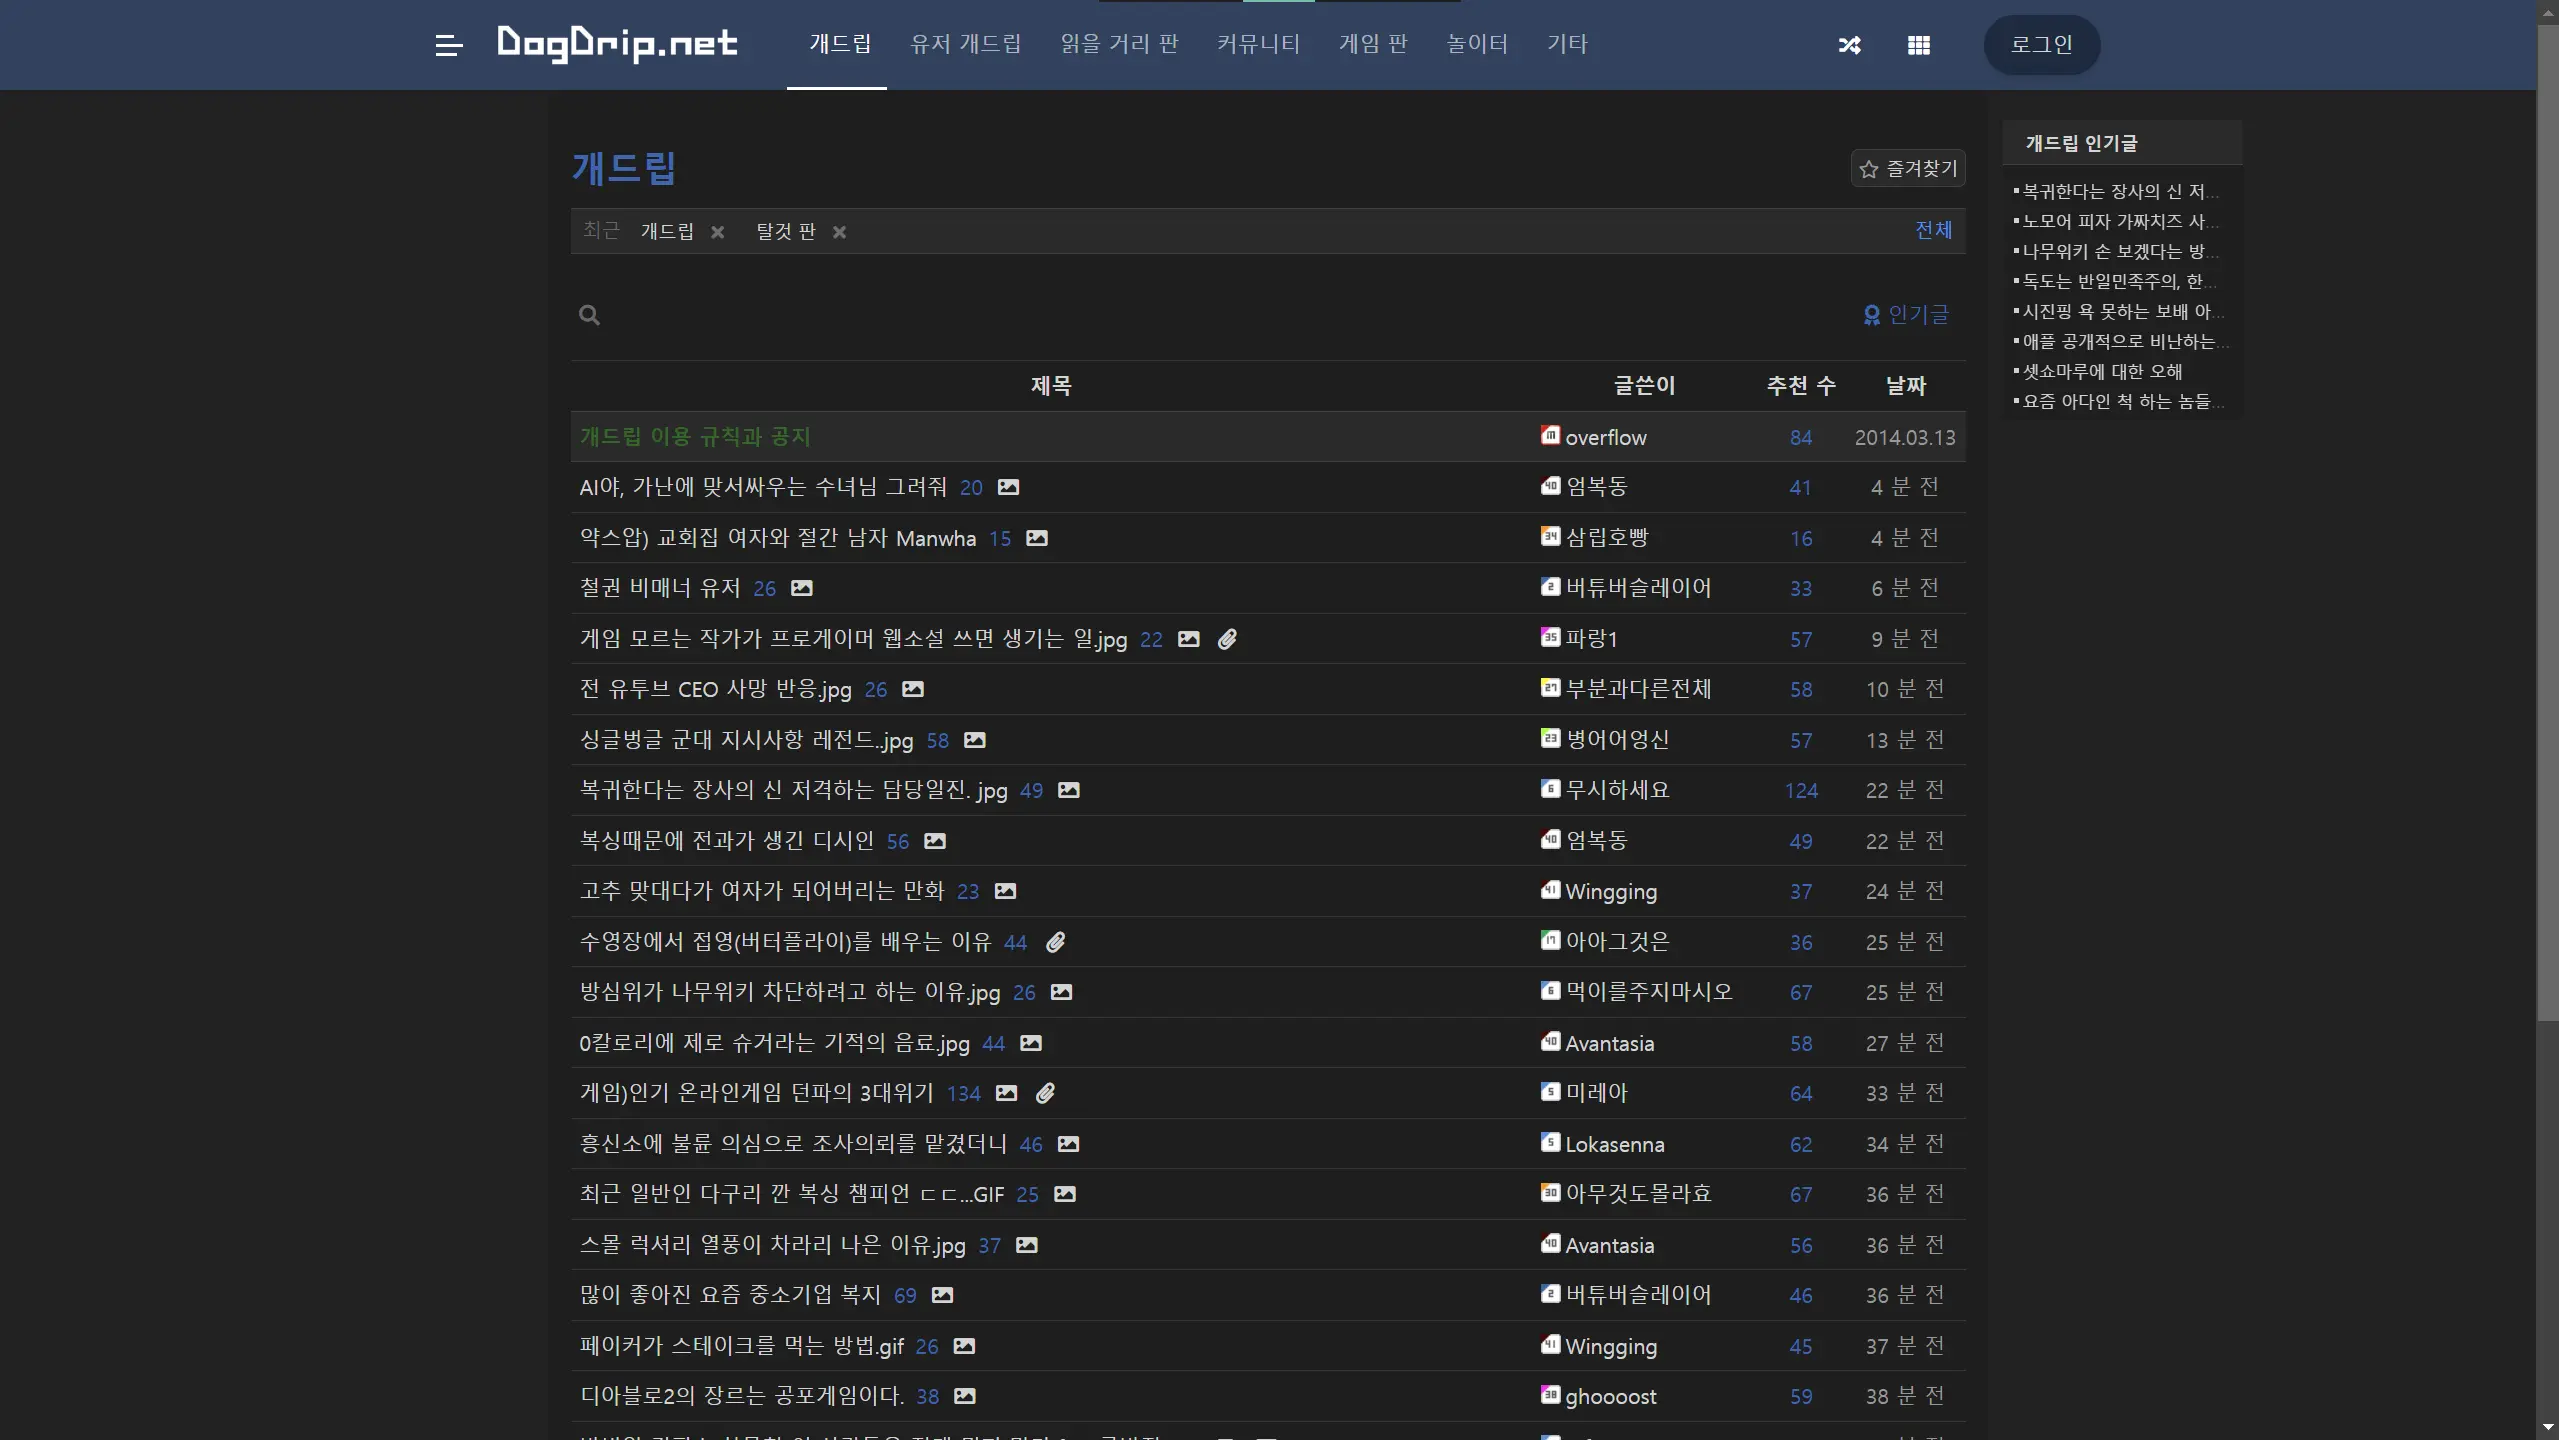 DogDrip.net 개드립 유저 개드립 읽을 거리 판 커뮤니티 게임 판 놀이터 기타 로그인
개드립 즐겨찾기
최근 개드립 탈것 판 전체
인기글
제목 글쓴이 추천 수 날짜
개드립 이용 규칙과 공지 overflow 84 2014.03.13
AI야, 가난에 맞서싸우는 수녀님 그려줘 20 40 엄복동 41 4 분 전
약스압) 교회집 여자와 절간 남자 Manwha 15 34 삼립호빵 16 4 분 전
철권 비매너 유저 26 2 버튜버슬레이어 33 6 분 전
게임 모르는 작가가 프로게이머 웹소설 쓰면 생기는 일.jpg 22 35 파랑1 57 9 분 전
전 유투브 CEO 사망 반응.jpg 26 27 부분과다른전체 58 10 분 전
싱글벙글 군대 지시사항 레전드..jpg 58 23 병어어엉신 57 13 분 전
복귀한다는 장사의 신 저격하는 담당일진. jpg 49 6 무시하세요 124 22 분 전
복싱때문에 전과가 생긴 디시인 56 40 엄복동 49 22 분 전
고추 맞대다가 여자가 되어버리는 만화 23 41 Wingging 37 24 분 전
수영장에서 접영(버터플라이)를 배우는 이유 44 17 아아그것은 36 25 분 전
방심위가 나무위키 차단하려고 하는 이유.jpg 26 6 먹이를주지마시오 67 25 분 전
0칼로리에 제로 슈거라는 기적의 음료.jpg 44 40 Avantasia 58 27 분 전
게임)인기 온라인게임 던파의 3대위기 134 5 미레아 64 33 분 전
흥신소에 불륜 의심으로 조사의뢰를 맡겼더니 46 5 Lokasenna 62 34 분 전
최근 일반인 다구리 깐 복싱 챔피언 ㄷㄷ...GIF 25 30 아무것도몰라효 67 36 분 전
스몰 럭셔리 열풍이 차라리 나은 이유.jpg 37 40 Avantasia 56 36 분 전
많이 좋아진 요즘 중소기업 복지 69 2 버튜버슬레이어 46 36 분 전
페이커가 스테이크를 먹는 방법.gif 26 41 Wingging 45 37 분 전
디아블로2의 장르는 공포게임이다. 38 38 ghoooost 59 38 분 전
개드립 인기글
복귀한다는 장사의 신 저...
노모어 피자 가짜치즈 사...
나무위키 손 보겠다는 방...
독도는 반일민족주의, 한...
시진핑 욕 못하는 보배 아...
애플 공개적으로 비난하는...
셋쇼마루에 대한 오해
요즘 아다인 척 하는 놈들...